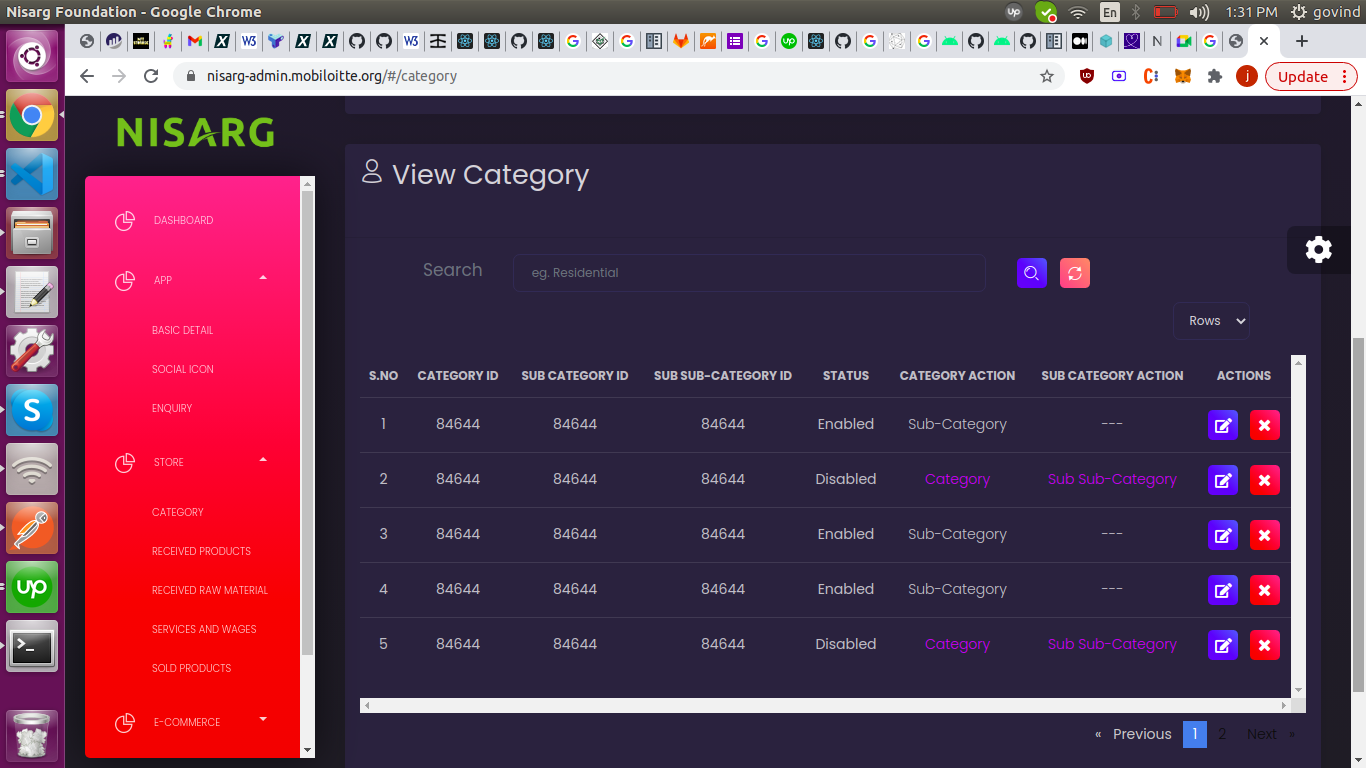 Nisarg Foundation - Google Chrome
En
1:31 PM
govind
nisarg-admin.mobiloitte.org/#/category
Update
NISARG
DASHBOARD
APP
BASIC DETAIL
SOCIAL ICON
ENQUIRY
STORE
CATEGORY
RECEIVED PRODUCTS
RECEIVED RAW MATERIAL
SERVICES AND WAGES
SOLD PRODUCTS
E-COMMERCE
View Category
Search
eg. Residential
Rows
S.NO CATEGORY ID SUB CATEGORY ID SUB SUB-CATEGORY ID STATUS CATEGORY ACTION SUB CATEGORY ACTION ACTIONS
1 84644 84644 84644 Enabled Sub-Category ---
2 84644 84644 84644 Disabled Category Sub Sub-Category
3 84644 84644 84644 Enabled Sub-Category ---
4 84644 84644 84644 Enabled Sub-Category ---
5 84644 84644 84644 Disabled Category Sub Sub-Category
« Previous 1 2 Next »